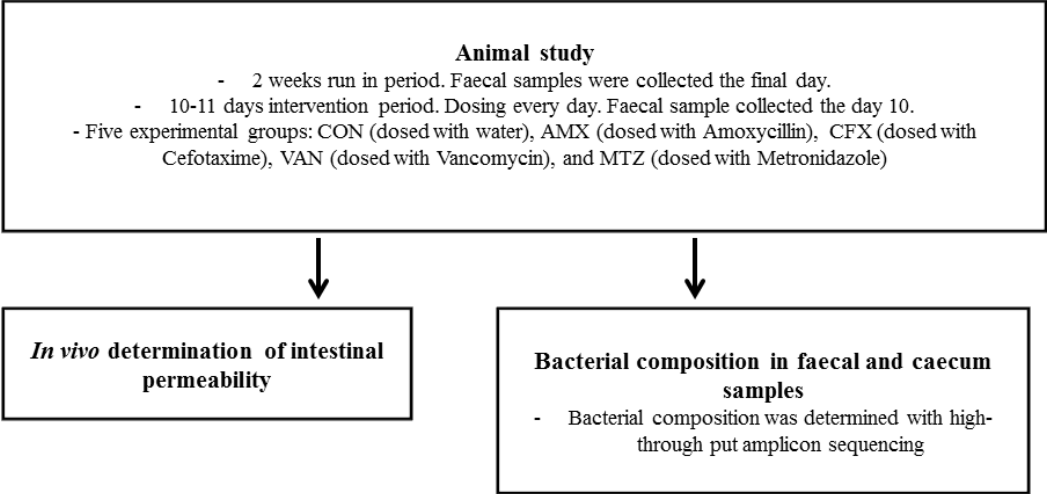 Animal study
- 2 weeks run in period. Faecal samples were collected the final day.
- 10-11 days intervention period. Dosing every day. Faecal sample collected the day 10.
- Five experimental groups: CON (dosed with water), AMX (dosed with Amoxycillin), CFX (dosed with
Cefotaxime), VAN (dosed with Vancomycin), and MTZ (dosed with Metronidazole)
In vivo determination of intestinal
permeability
Bacterial composition in faecal and caecum
samples
- Bacterial composition was determined with high-
through put amplicon sequencing